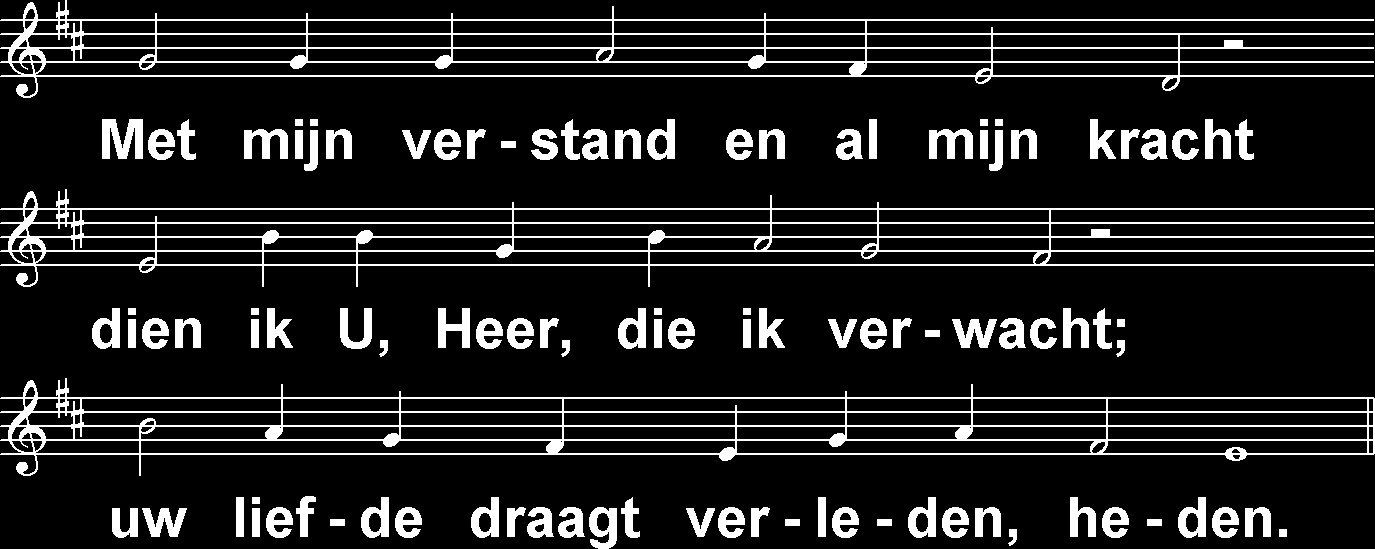 Met mijn ver - stand en al mijn kracht
dien ik U, Heer, die ik ver - wacht;
uw lief - de draagt ver - le - den, he - den.